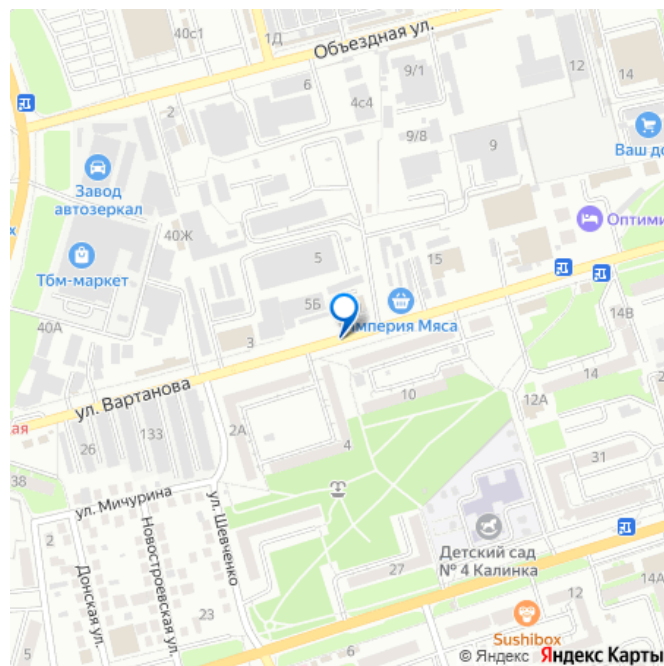 40с1
1Д
Объездная ул.
6
9/1
12
14
2
4с4
9/8
9
Ваш до
Завод
автозеркал
40Ж
Оптими
х
5
15
Тбм-маркет
5Б
Империя Мяса
40А
3
14В
ул. Вартанова
14
10
12А
ая
2А
26
133
4
31
38
ул. Мичурина
ул. Шевченко
2
Новостроевская ул.
Донская ул.
Детский сад
№ 4 Калинка
27
14А
12
23
5
Sushibox
© Яндекс Яндекс Карты